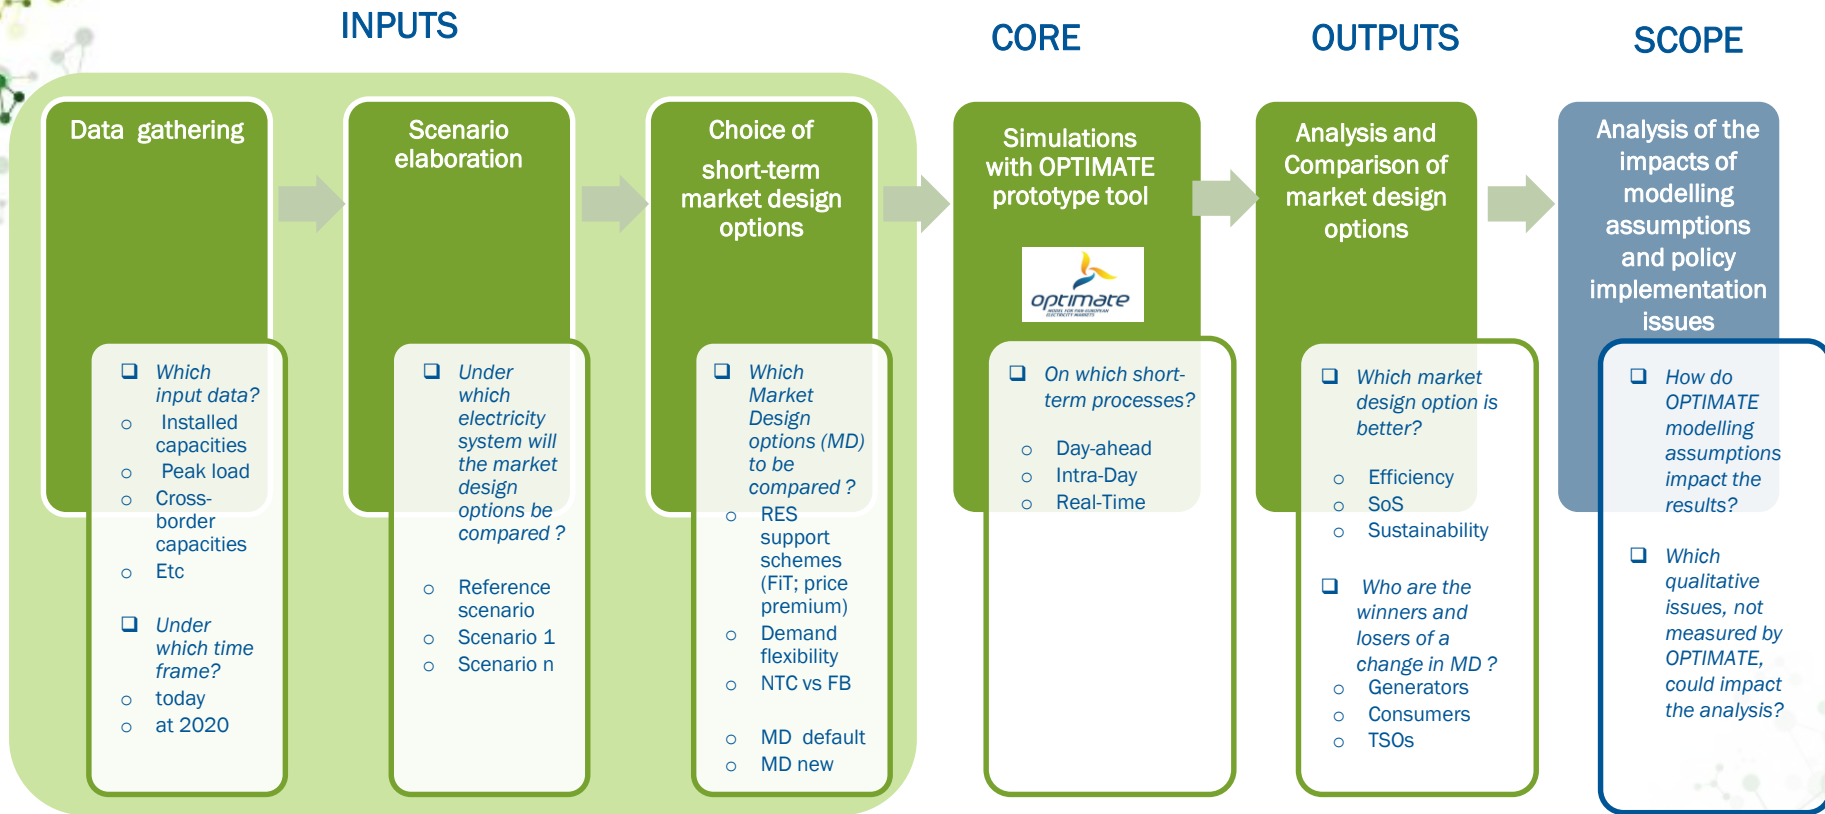 INPUTS
CORE
OUTPUTS
SCOPE
Data gathering
❑ Which
input data?
o Installed
capacities
o Peak load
o Cross-
border
capacities
o Etc
❑ Under
which time
frame?
o today
o at 2020
Scenario
elaboration
❑ Under
which
electricity
system will
the market
design
options be
compared ?
o Reference
scenario
o Scenario 1
o Scenario n
Choice of
short-term
market design
options
❑ Which
Market
Design
options (MD)
to be
compared ?
o RES
support
schemes
(FiT; price
premium)
o Demand
flexibility
o NTC vs FB
o MD default
o MD new
Simulations
with OPTIMATE
prototype tool
optimate
MODEL FOR PAN-EUROPEAN
ELECTRICITY MARKETS
❑ On which short-
term processes?
o Day-ahead
o Intra-Day
o Real-Time
Analysis and
Comparison of
market design
options
❑ Which market
design option is
better?
o Efficiency
o SoS
o Sustainability
❑ Who are the
winners and
losers of a
change in MD ?
o Generators
o Consumers
o TSOs
Analysis of the
impacts of
modelling
assumptions
and policy
implementation
issues
❑ How do
OPTIMATE
modelling
assumptions
impact the
results?
❑ Which
qualitative
issues, not
measured by
OPTIMATE,
could impact
the analysis?